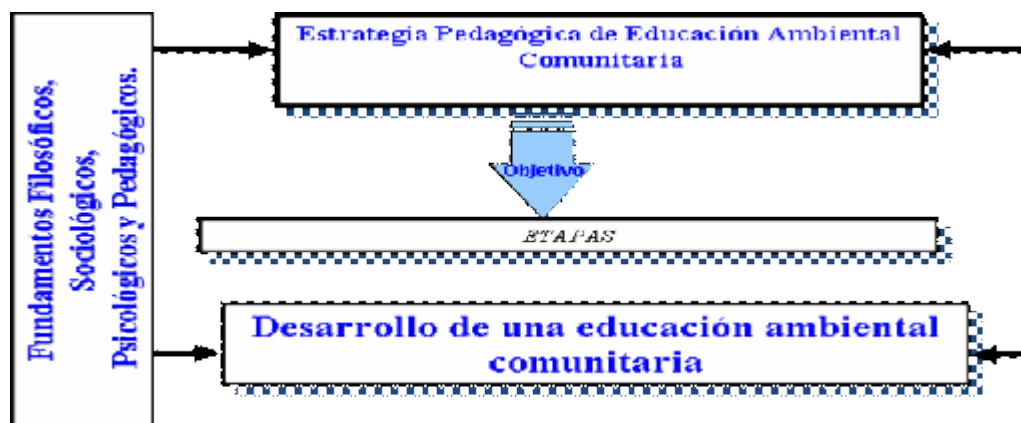 Fundamentos Filosóficos,
Sociológicos,
Psicológicos y Pedagógicos.
Estrategia Pedagógica de Educación Ambiental
Comunitaria
Objetivo
ETAPAS
Desarrollo de una educación ambiental
comunitaria